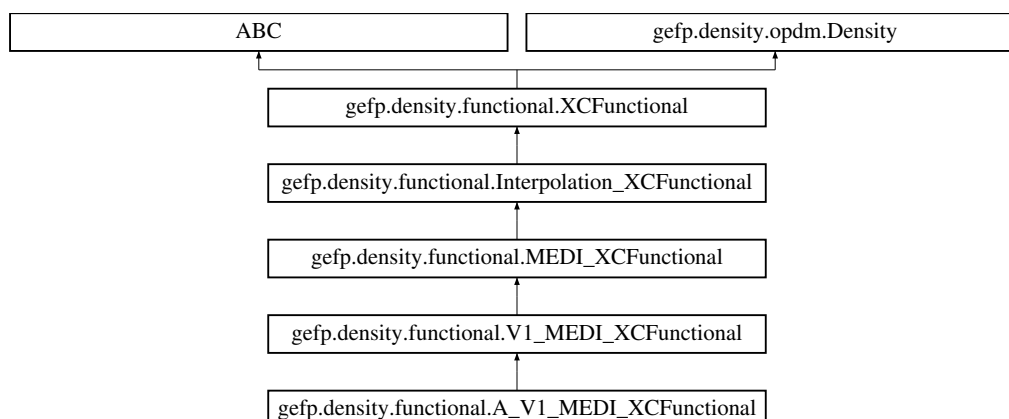 ABC
gefp.density.opdm.Density
gefp.density.functional.XCFunctional
gefp.density.functional.Interpolation_XCFunctional
gefp.density.functional.MEDI_XCFunctional
gefp.density.functional.V1_MEDI_XCFunctional
gefp.density.functional.A_V1_MEDI_XCFunctional